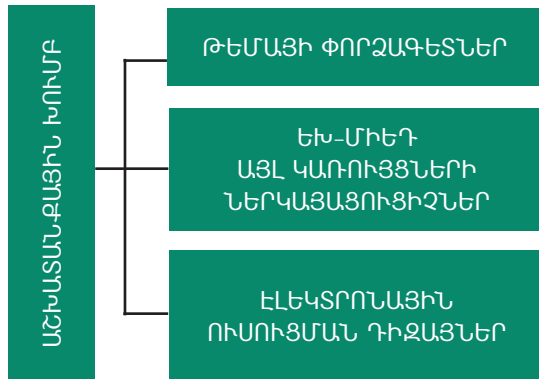 ԱՇԽԱՏԱՆՔԱՅԻՆ ԽՈՒՄԲ
ԹԵՄԱՅԻ ՓՈՐՁԱԳԵՏՆԵՐ
ԵԽ-ՄԻԵԴ
ԱՅԼ ԿԱՌՈՒՅՑՆԵՐԻ
ՆԵՐԿԱՅԱՑՈՒՑԻՉՆԵՐ
ԷԼԵԿՏՐՈՆԱՅԻՆ
ՈՒՍՈՒՑՄԱՆ ԴԻԶԱՅՆԵՐ